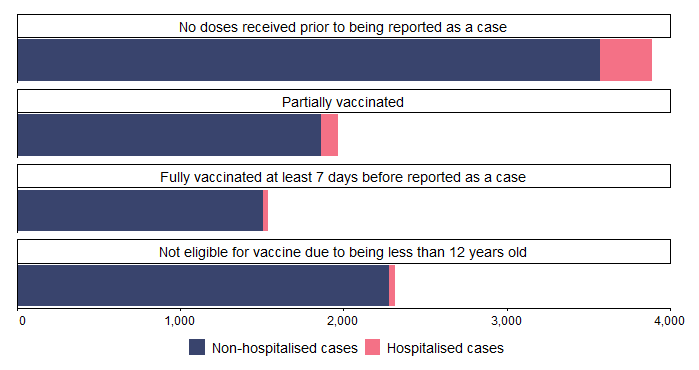 No doses received prior to being reported as a case
Partially vaccinated
Fully vaccinated at least 7 days before reported as a case
Not eligible for vaccine due to being less than 12 years old
0 1,000 2,000 3,000 4,000
Non-hospitalised cases Hospitalised cases